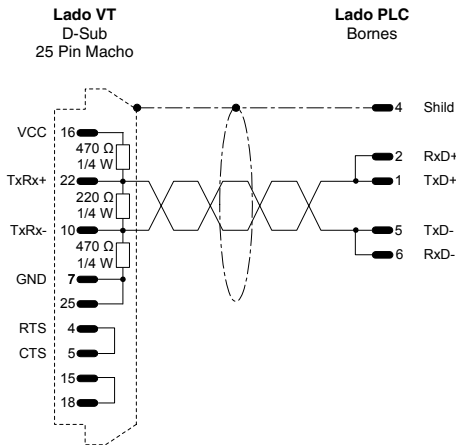 Lado VT
D-Sub
25 Pin Macho
Lado PLC
Bornes
4 Shild
VCC 16
470 Ω
1/4 W
2 RxD+
TxRx+ 22
1 TxD+
220 Ω
1/4 W
TxRx- 10
5 TxD-
470 Ω
1/4 W
6 RxD-
GND 7
25
RTS 4
CTS 5
15
18